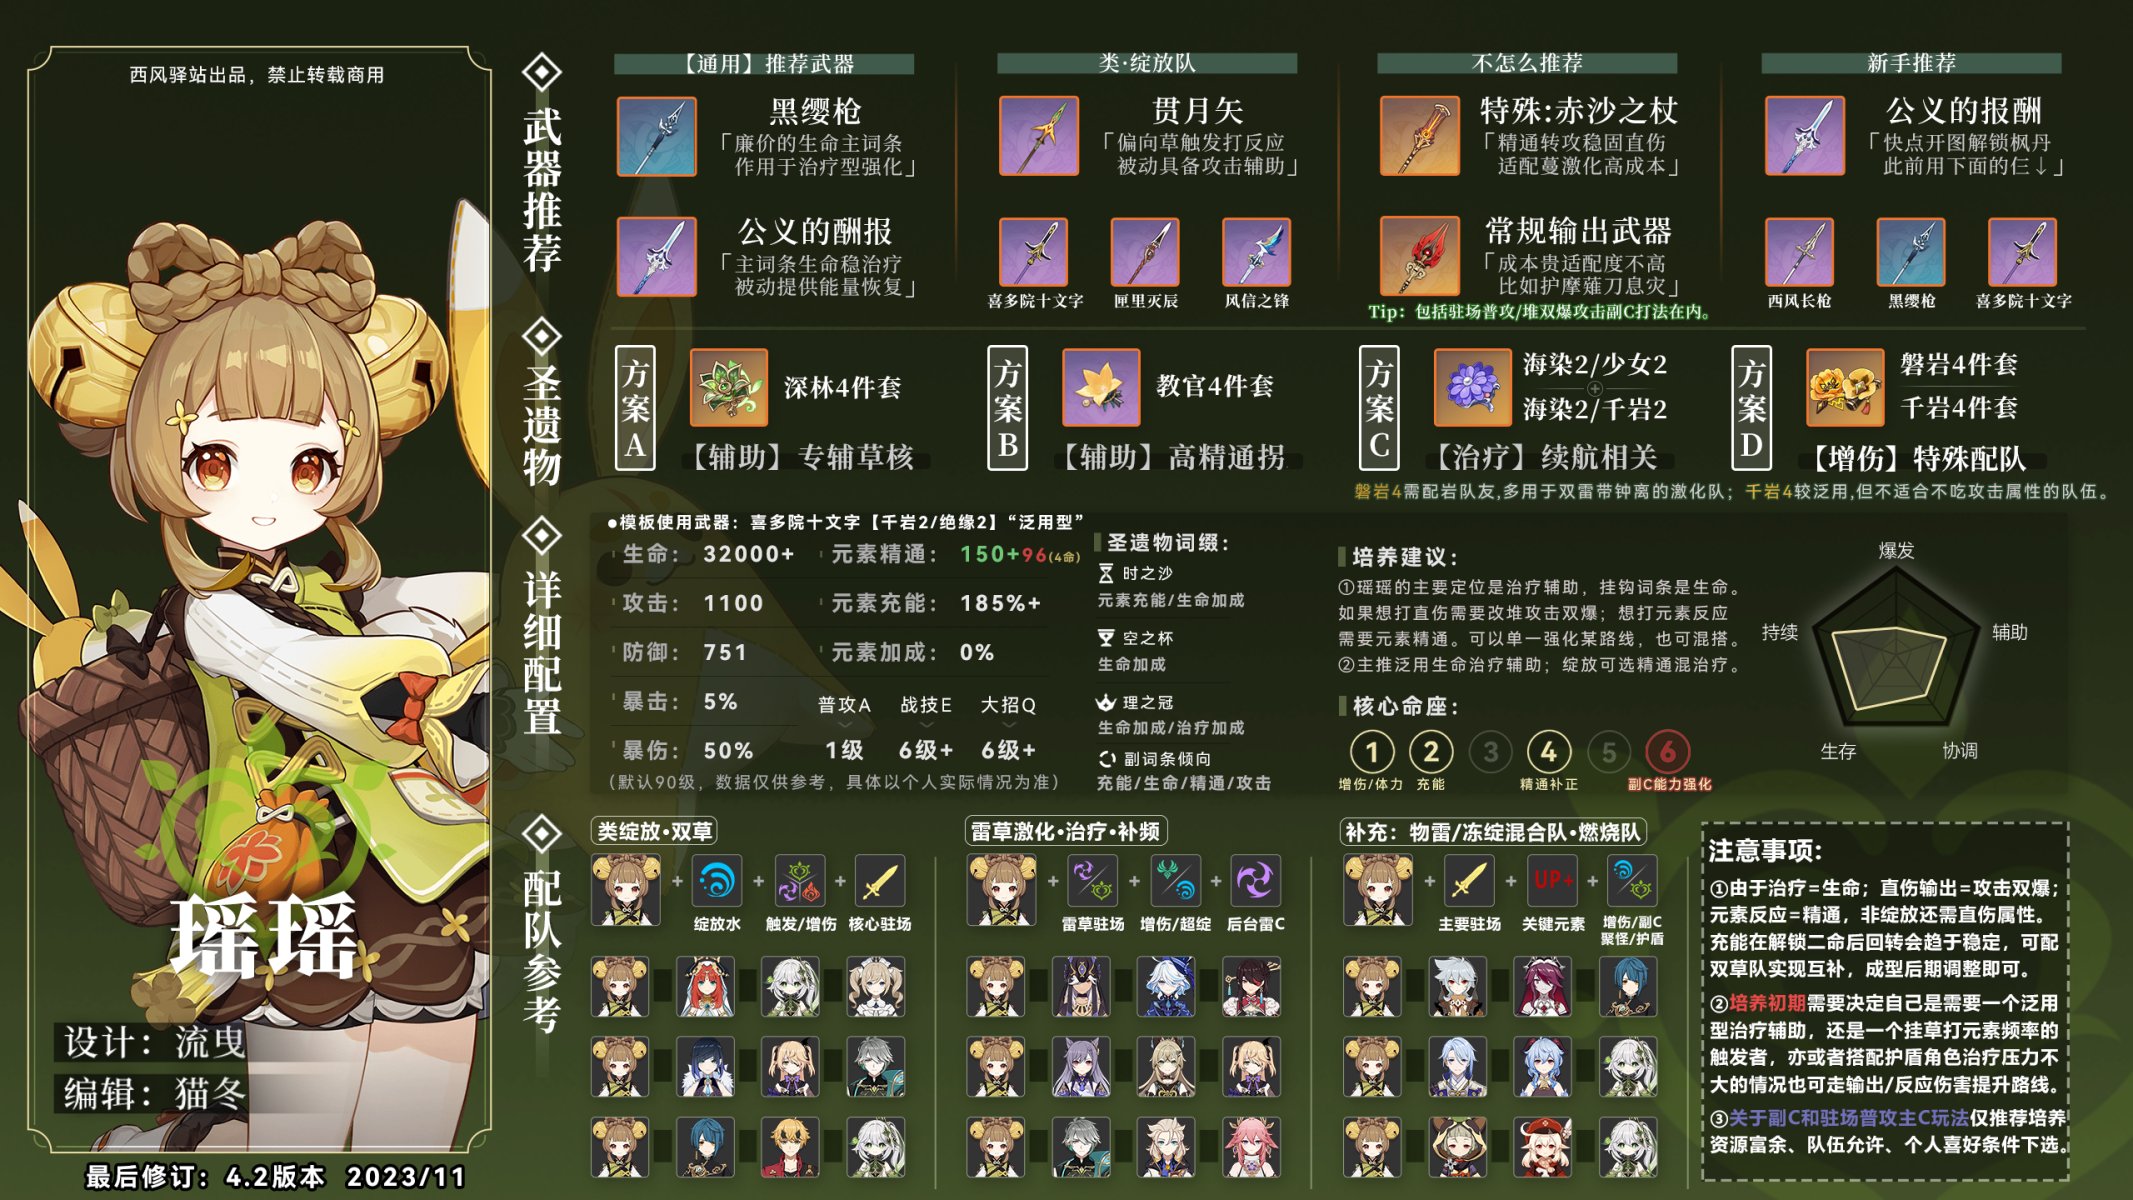 西风驿站出品，禁止转载商用
瑶瑶
设计：流曳
编辑：猫冬
最后修订：4.2版本 2023/11
武器推荐
【通用】推荐武器
黑缨枪
「廉价的生命主词条
作用于治疗型强化」
公义的酬报
「主词条生命稳治疗
被动提供能量恢复」
类·绽放队
贯月矢
「偏向草触发打反应
被动具备攻击辅助」
喜多院十文字
匣里灭辰
风信之锋
不怎么推荐
特殊:赤沙之杖
「精通转攻稳固直伤
适配蔓激化高成本」
常规输出武器
「成本贵适配度不高
比如护摩薙刀息灾」
Tip：包括驻场普攻/堆双爆攻击副C打法在内。
新手推荐
公义的报酬
「快点开图解锁枫丹
此前用下面的仨↓」
西风长枪
黑缨枪
喜多院十文字
圣遗物
方案A
深林4件套
【辅助】专辅草核
方案B
教官4件套
【辅助】高精通拐
方案C
海染2/少女2
海染2/千岩2
【治疗】续航相关
方案D
磐岩4件套
千岩4件套
【增伤】特殊配队
磐岩4需配岩队友,多用于双雷带钟离的激化队；千岩4较泛用,但不适合不吃攻击属性的队伍。
详细配置
●模板使用武器：喜多院十文字【千岩2/绝缘2】“泛用型”
生命： 32000+ 元素精通： 150+96(4命)
攻击： 1100 元素充能： 185%+
防御： 751 元素加成： 0%
暴击： 5% 普攻A 战技E 大招Q
暴伤： 50% 1级 6级+ 6级+
(默认90级，数据仅供参考，具体以个人实际情况为准)
圣遗物词缀：
时之沙
元素充能/生命加成
空之杯
生命加成
理之冠
生命加成/治疗加成
副词条倾向
充能/生命/精通/攻击
培养建议：
①瑶瑶的主要定位是治疗辅助，挂钩词条是生命。
如果想打直伤需要改堆攻击双爆；想打元素反应
需要元素精通。可以单一强化某路线，也可混搭。
②主推泛用生命治疗辅助；绽放可选精通混治疗。
核心命座：
1 2 3 4 5 6
增伤/体力 充能 精通补正 副C能力强化
爆发
持续
辅助
生存
协调
配队参考
类绽放·双草
绽放水
触发/增伤
核心驻场
雷草激化·治疗·补频
雷草驻场
增伤/超绽
后台雷C
补充：物雷/冻绽混合队·燃烧队
UP+
主要驻场
关键元素
增伤/副C
聚怪/护盾
注意事项:
①由于治疗=生命；直伤输出=攻击双爆；
元素反应=精通，非绽放还需直伤属性。
充能在解锁二命后回转会趋于稳定，可配
双草队实现互补，成型后期调整即可。
②培养初期需要决定自己是需要一个泛用
型治疗辅助，还是一个挂草打元素频率的
触发者，亦或者搭配护盾角色治疗压力不
大的情况也可走输出/反应伤害提升路线。
③关于副C和驻场普攻主C玩法仅推荐培养
资源富余、队伍允许、个人喜好条件下选。